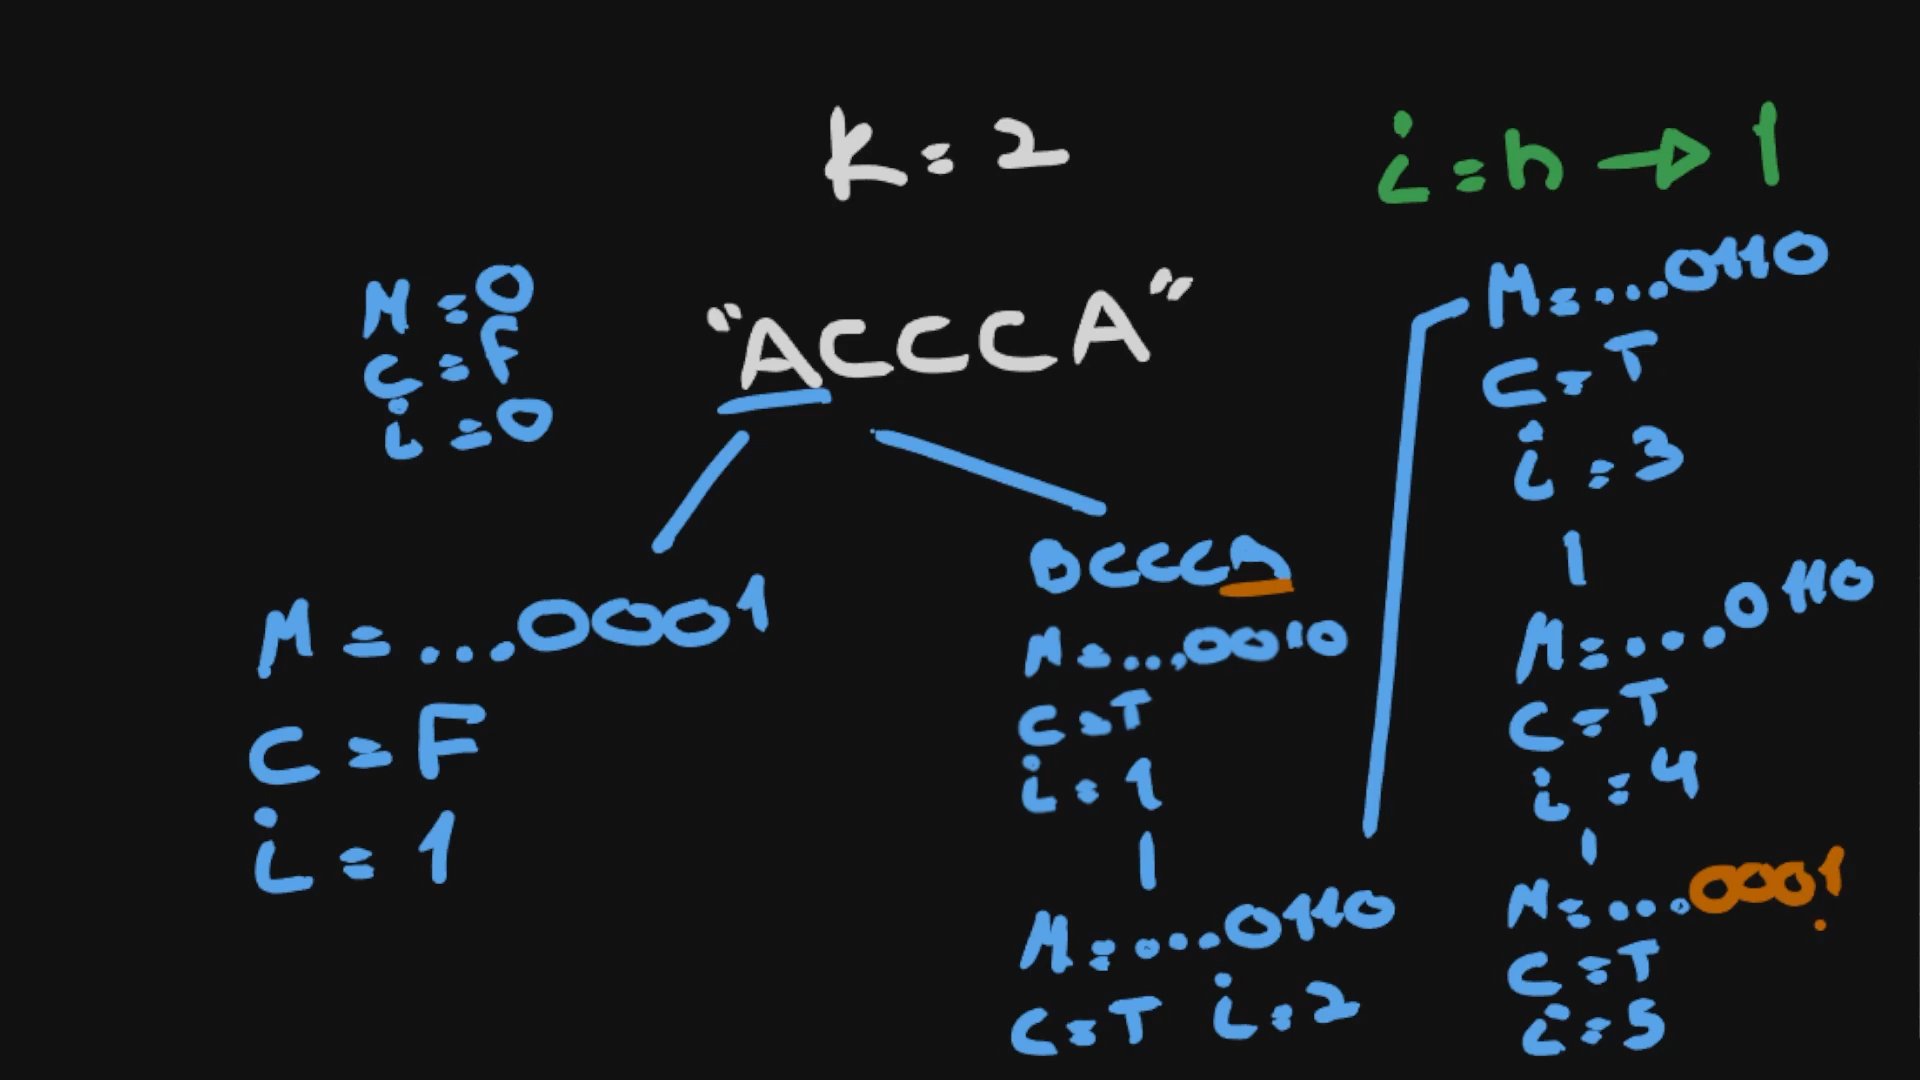 K=2
i=n→1
M=0
C=F
i=0
"ACCCA"
M=...0001
C=F
i=1
BCCCA
M=...0010
C=T
i=1
M=...0110
C=T i=2
M=...0110
C=T
i=3
M=...0110
C=T
i=4
M=...0001
C=T
i=5